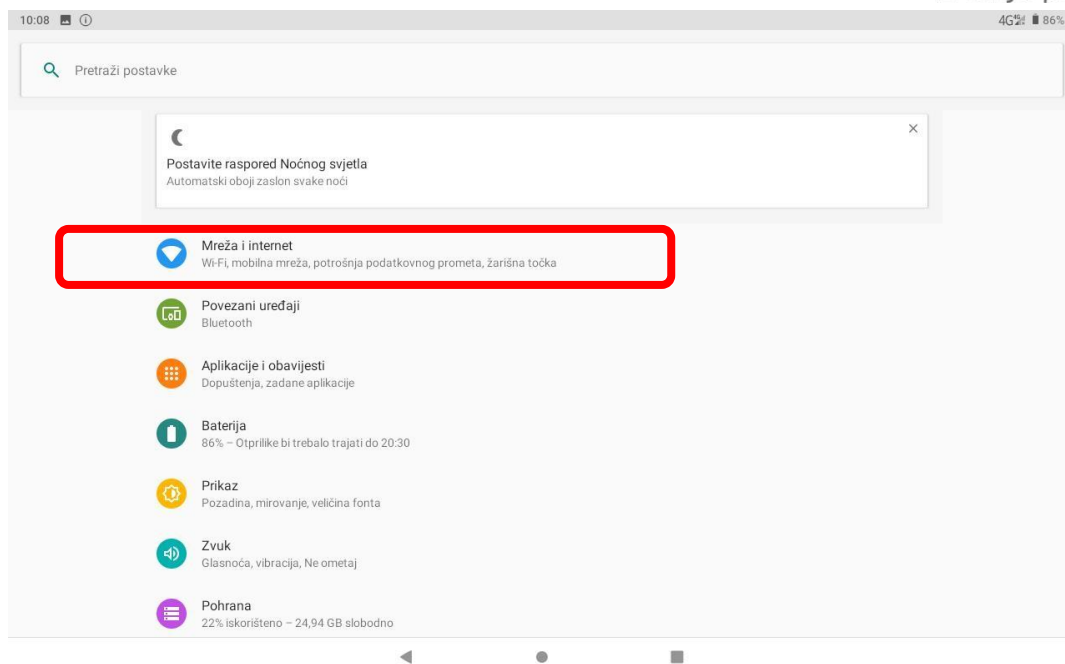 10:08 4G 86%
Pretraži postavke
Postavite raspored Noćnog svjetla
Automatski oboji zaslon svake noći
Mreža i internet
Wi-Fi, mobilna mreža, potrošnja podatkovnog prometa, žarišna točka
Povezani uređaji
Bluetooth
Aplikacije i obavijesti
Dopuštenja, zadane aplikacije
Baterija
86% – Otprilike bi trebalo trajati do 20:30
Prikaz
Pozadina, mirovanje, veličina fonta
Zvuk
Glasnoća, vibracija, Ne ometaj
Pohrana
22% iskorišteno – 24,94 GB slobodno